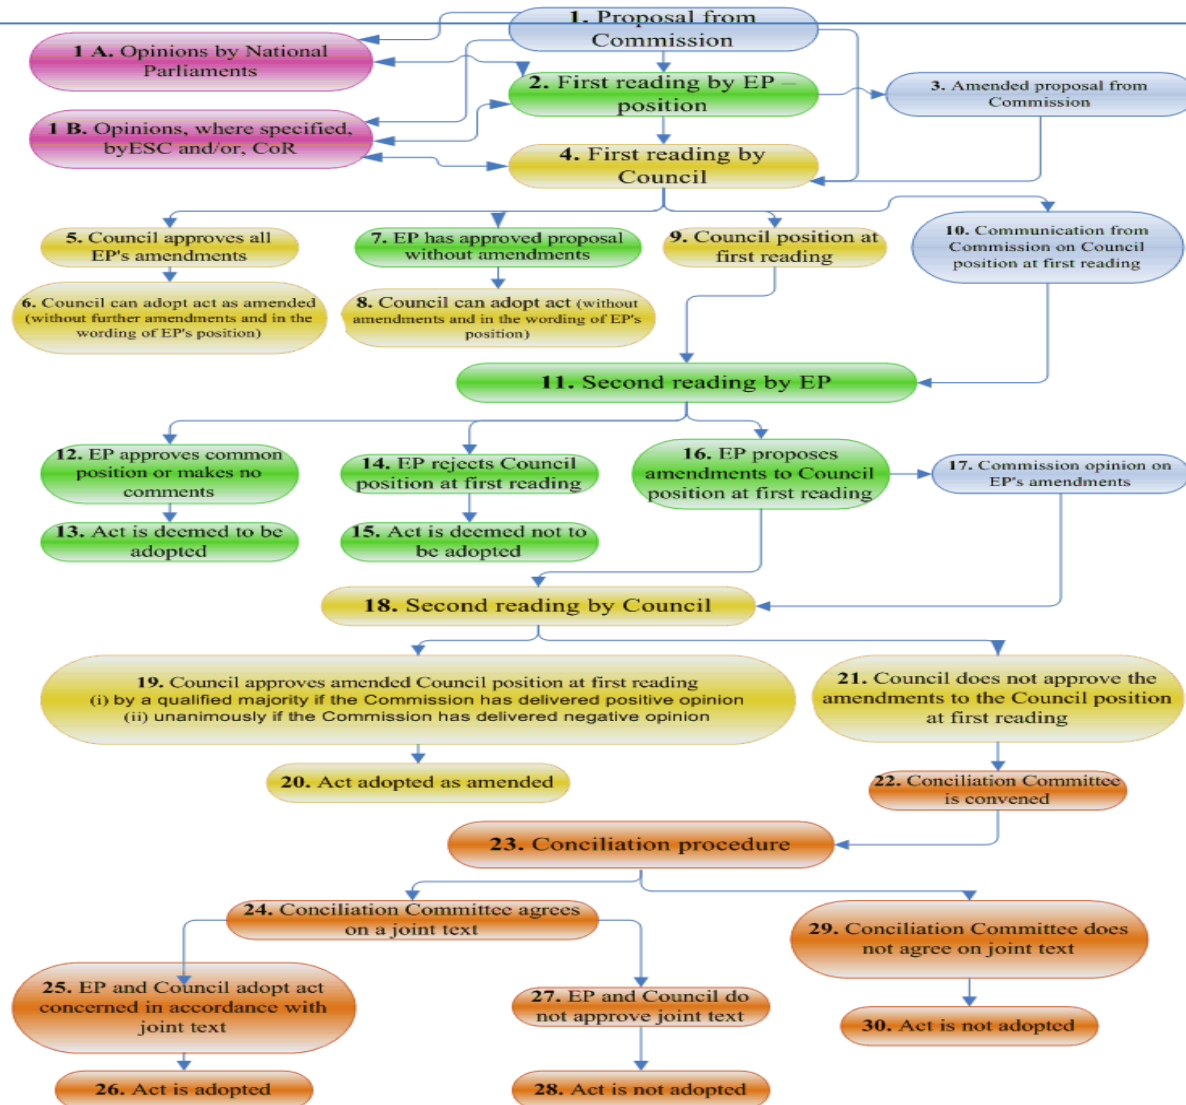 1. Proposal from
Commission
1 A. Opinions by National
Parliaments
2. First reading by EP –
position
3. Amended proposal from
Commission
1 B. Opinions, where specified,
byESC and/or, CoR
4. First reading by
Council
5. Council approves all
EP's amendments
7. EP has approved proposal
without amendments
9. Council position at
first reading
10. Communication from
Commission on Council
position at first reading
6. Council can adopt act as amended
(without further amendments and in the
wording of EP's position)
8. Council can adopt act (without
amendments and in the wording of EP's
position)
11. Second reading by EP
12. EP approves common
position or makes no
comments
14. EP rejects Council
position at first reading
16. EP proposes
amendments to Council
position at first reading
17. Commission opinion on
EP's amendments
13. Act is deemed to be
adopted
15. Act is deemed not to
be adopted
18. Second reading by Council
19. Council approves amended Council position at first reading
(i) by a qualified majority if the Commission has delivered positive opinion
(ii) unanimously if the Commission has delivered negative opinion
21. Council does not approve the
amendments to the Council position
at first reading
20. Act adopted as amended
22. Conciliation Committee
is convened
23. Conciliation procedure
24. Conciliation Committee agrees
on a joint text
29. Conciliation Committee does
not agree on joint text
25. EP and Council adopt act
concerned in accordance with
joint text
27. EP and Council do
not approve joint text
30. Act is not adopted
26. Act is adopted
28. Act is not adopted